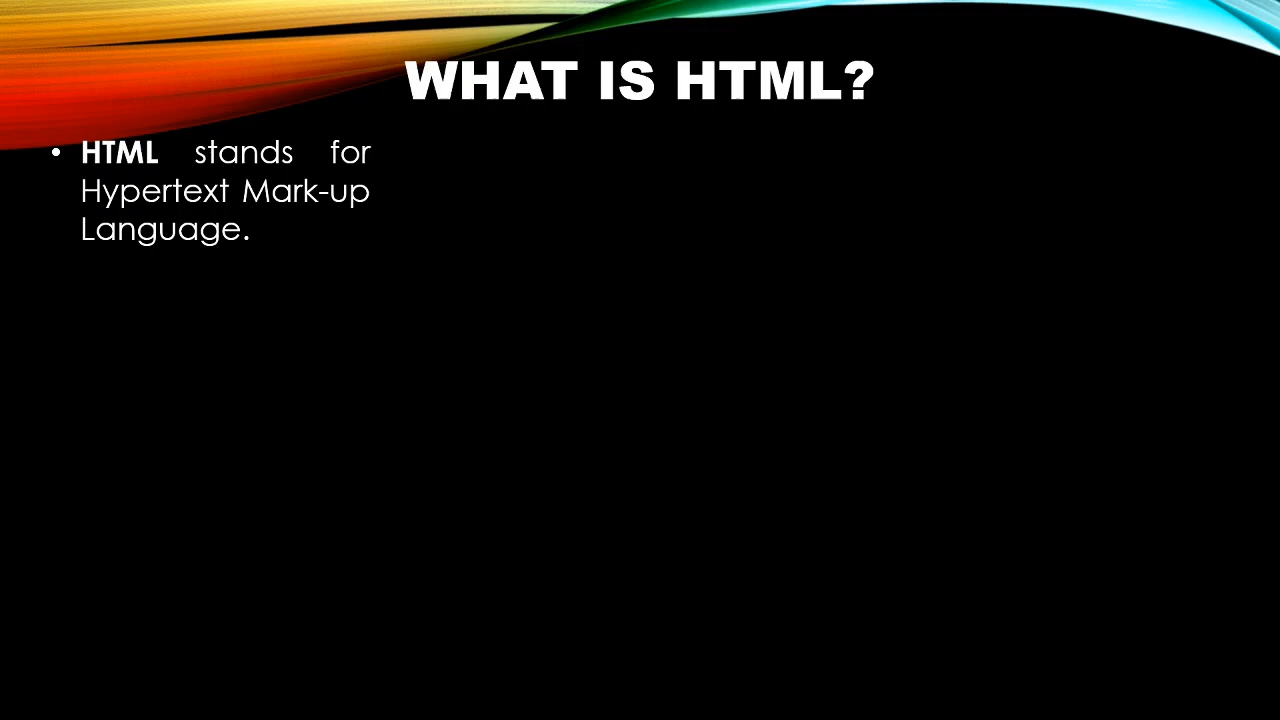 WHAT IS HTML?
• HTML stands for
Hypertext Mark-up
Language.